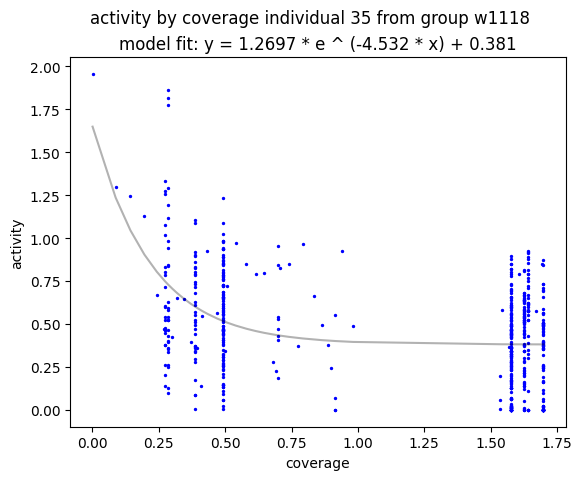 activity by coverage individual 35 from group w1118
model fit: y = 1.2697 * e ^ (-4.532 * x) + 0.381
2.00
1.75
1.50
1.25
1.00
0.75
0.50
0.25
0.00
activity
0.00 0.25 0.50 0.75 1.00 1.25 1.50 1.75
coverage